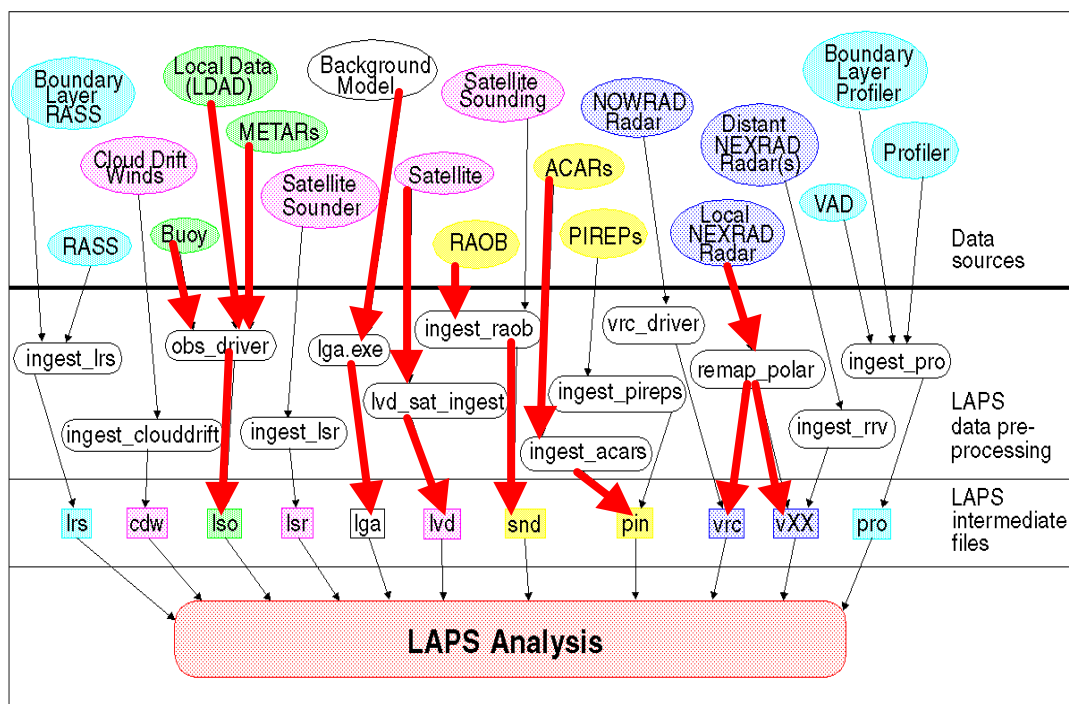 Boundary
Layer
RASS
Local Data
(LDAD)
Background
Model
Satellite
Sounding
NOWRAD
Radar
Boundary
Layer
Profiler
METARs
Distant
NEXRAD
Radar(s)
Cloud Drift
Winds
Satellite
Sounder
Satellite
ACARs
Profiler
VAD
RASS
Buoy
RAOB
PIREPs
Local
NEXRAD
Radar
Data
sources
ingest_lrs
obs_driver
lga.exe
ingest_raob
vrc_driver
remap_polar
ingest_pro
lvd_sat_ingest
ingest_pireps
ingest_clouddrift
ingest_lsr
ingest_acars
ingest_rrv
LAPS
data pre-
processing
lrs
cdw
lso
lsr
lga
lvd
snd
pin
vrc
vXX
pro
LAPS
intermediate
files
LAPS Analysis